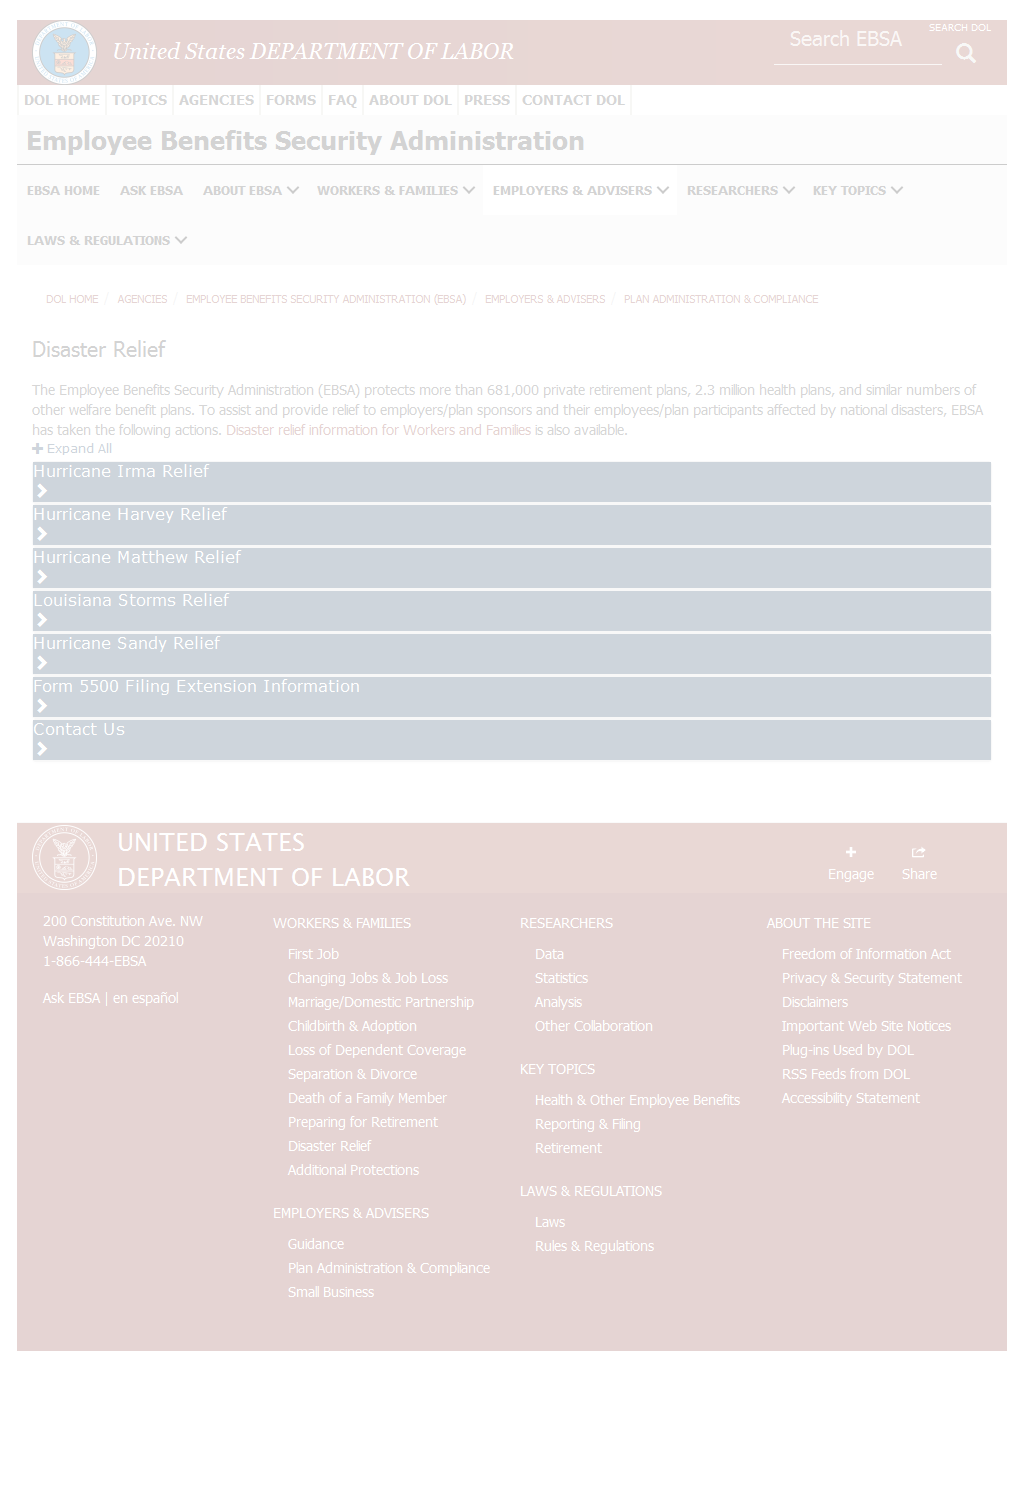 United States DEPARTMENT OF LABOR
SEARCH DOL
Search EBSA
DOL HOME TOPICS AGENCIES FORMS FAQ ABOUT DOL PRESS CONTACT DOL
Employee Benefits Security Administration
EBSA HOME ASK EBSA ABOUT EBSA WORKERS & FAMILIES EMPLOYERS & ADVISERS RESEARCHERS KEY TOPICS
LAWS & REGULATIONS
DOL HOME / AGENCIES / EMPLOYEE BENEFITS SECURITY ADMINISTRATION (EBSA) / EMPLOYERS & ADVISERS / PLAN ADMINISTRATION & COMPLIANCE
Disaster Relief
The Employee Benefits Security Administration (EBSA) protects more than 681,000 private retirement plans, 2.3 million health plans, and similar numbers of
other welfare benefit plans. To assist and provide relief to employers/plan sponsors and their employees/plan participants affected by national disasters, EBSA
has taken the following actions. Disaster relief information for Workers and Families is also available.
Expand All
Hurricane Irma Relief
Hurricane Harvey Relief
Hurricane Matthew Relief
Louisiana Storms Relief
Hurricane Sandy Relief
Form 5500 Filing Extension Information
Contact Us
UNITED STATES
DEPARTMENT OF LABOR
Engage
Share
200 Constitution Ave. NW
Washington DC 20210
1-866-444-EBSA
Ask EBSA | en español
WORKERS & FAMILIES
First Job
Changing Jobs & Job Loss
Marriage/Domestic Partnership
Childbirth & Adoption
Loss of Dependent Coverage
Separation & Divorce
Death of a Family Member
Preparing for Retirement
Disaster Relief
Additional Protections
EMPLOYERS & ADVISERS
Guidance
Plan Administration & Compliance
Small Business
RESEARCHERS
Data
Statistics
Analysis
Other Collaboration
KEY TOPICS
Health & Other Employee Benefits
Reporting & Filing
Retirement
LAWS & REGULATIONS
Laws
Rules & Regulations
ABOUT THE SITE
Freedom of Information Act
Privacy & Security Statement
Disclaimers
Important Web Site Notices
Plug-ins Used by DOL
RSS Feeds from DOL
Accessibility Statement